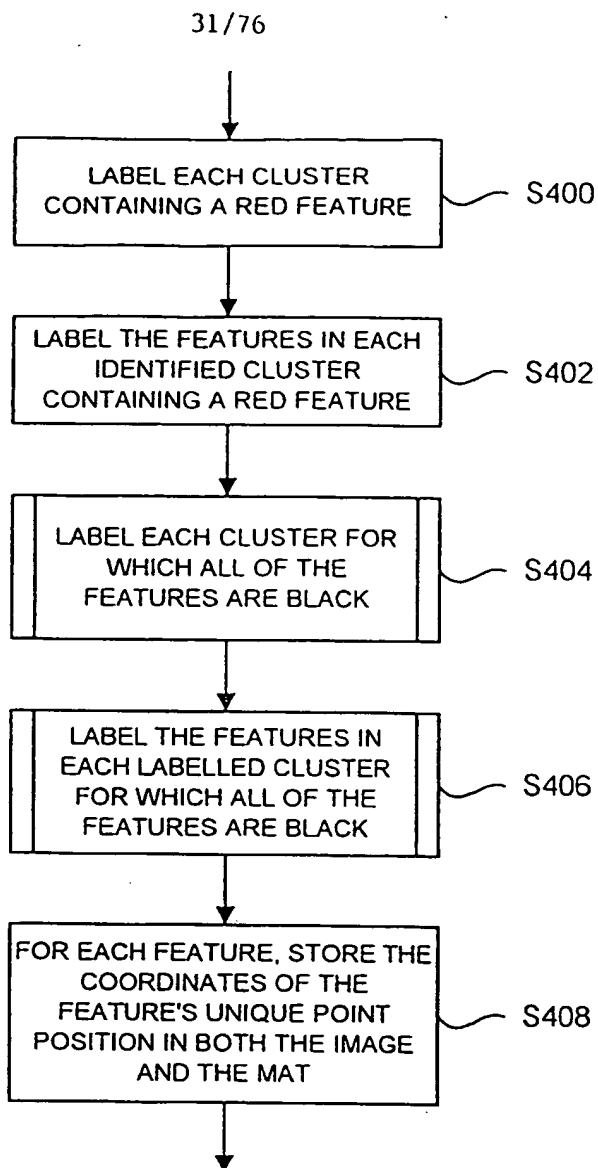 31/76
LABEL EACH CLUSTER
CONTAINING A RED FEATURE
S400
LABEL THE FEATURES IN EACH
IDENTIFIED CLUSTER
CONTAINING A RED FEATURE
S402
LABEL EACH CLUSTER FOR
WHICH ALL OF THE
FEATURES ARE BLACK
S404
LABEL THE FEATURES IN
EACH LABELLED CLUSTER
FOR WHICH ALL OF THE
FEATURES ARE BLACK
S406
FOR EACH FEATURE, STORE THE
COORDINATES OF THE
FEATURE'S UNIQUE POINT
POSITION IN BOTH THE IMAGE
AND THE MAT
S408